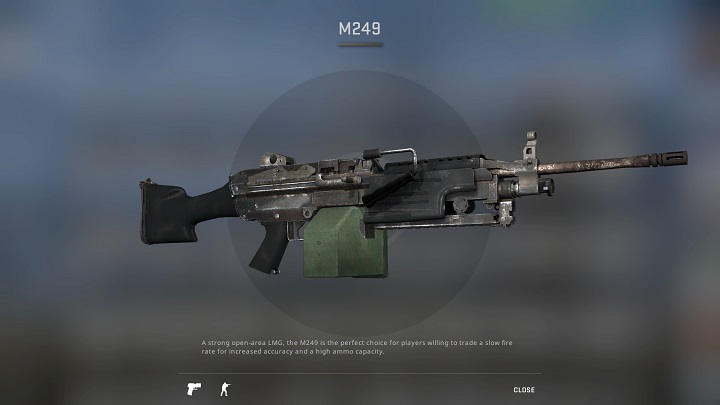 M249
A strong open-area LMG, the M249 is the perfect choice for players willing to trade a slow fire
rate for increased accuracy and a high ammo capacity.
CLOSE